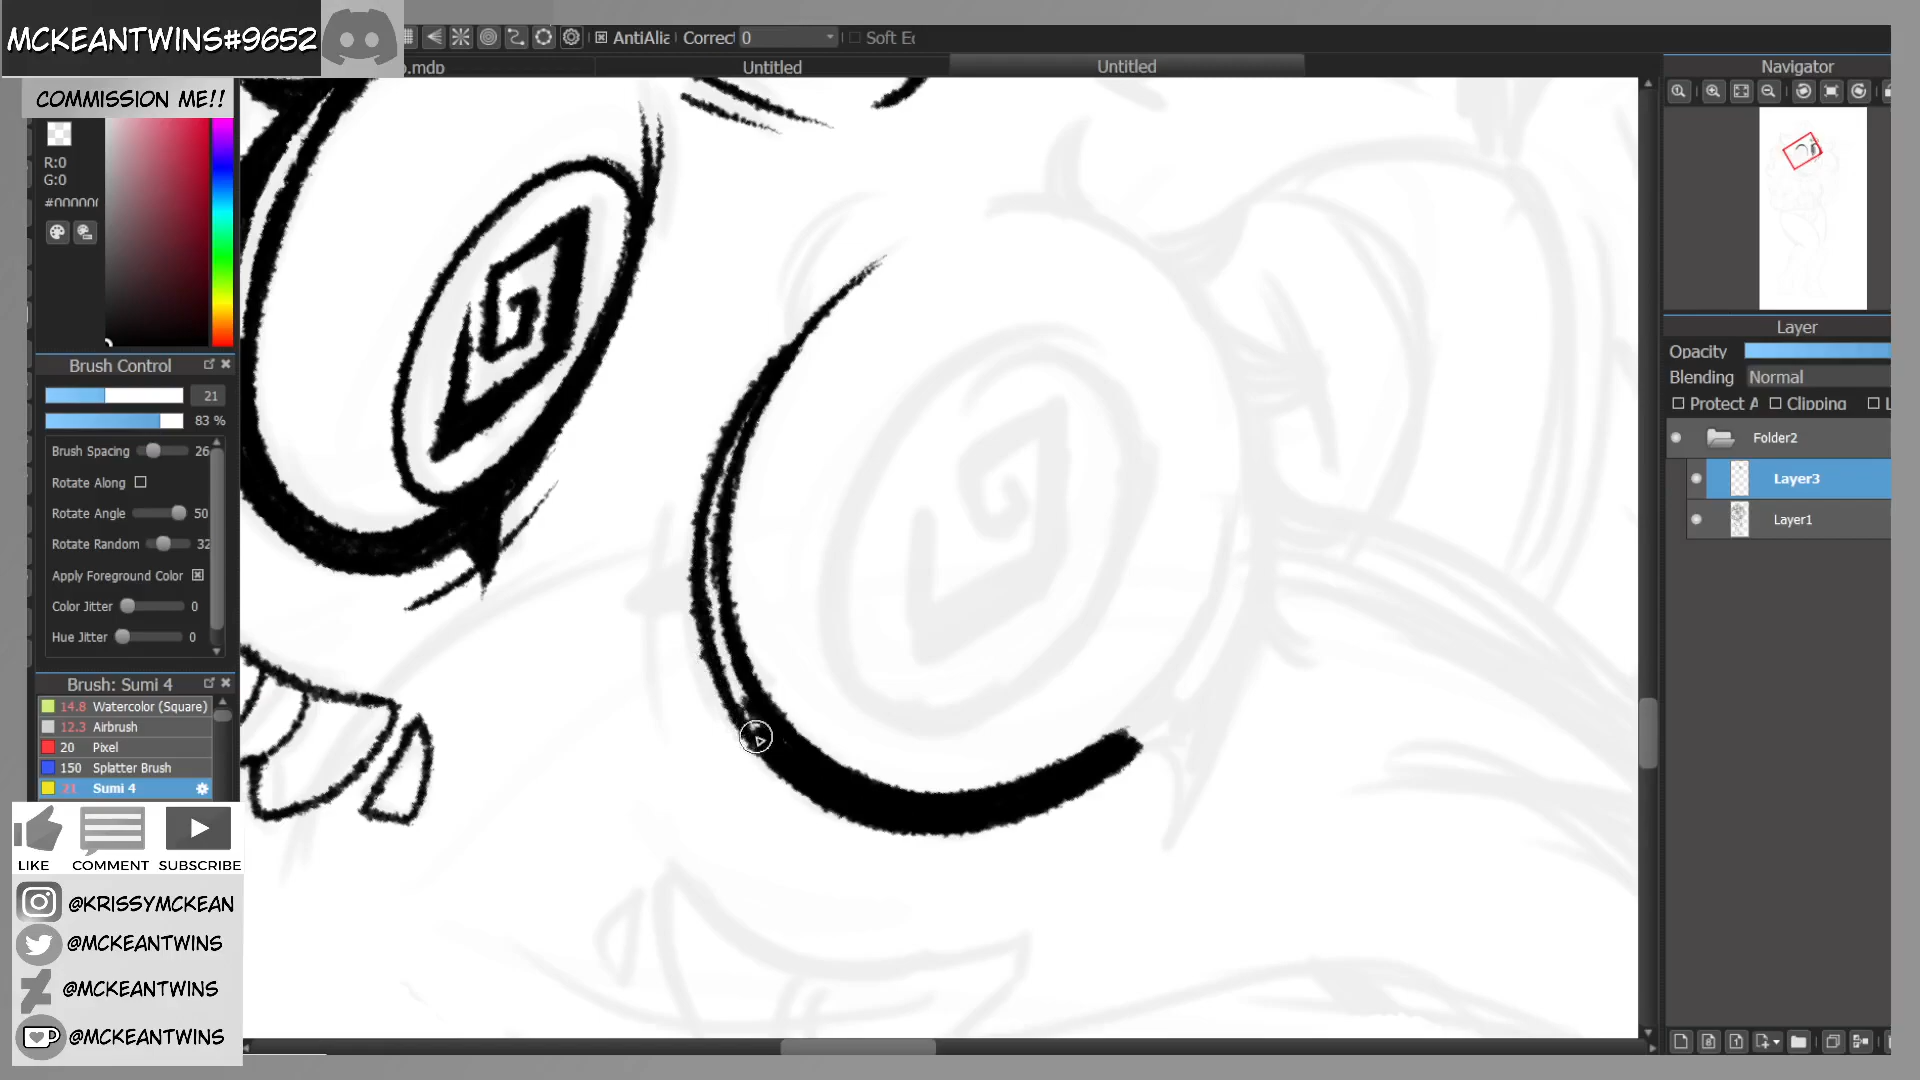 MCKEANTWINS#9652
COMMISSION ME!!
AntiAlia
Correct 0
Soft Ec
.mdp
Untitled
Untitled
Navigator
R:0
G:0
#000000
Brush Control
21
83 %
Brush Spacing 26
Rotate Along
Rotate Angle 50
Rotate Random 32
Apply Foreground Color
Color Jitter 0
Hue Jitter 0
Brush: Sumi 4
14.8 Watercolor (Square)
12.3 Airbrush
20 Pixel
150 Splatter Brush
21 Sumi 4
LIKE COMMENT SUBSCRIBE
@KRISSYMCKEAN
@MCKEANTWINS
@MCKEANTWINS
@MCKEANTWINS
Layer
Opacity
Blending Normal
Protect A Clipping L
Folder2
Layer3
Layer1